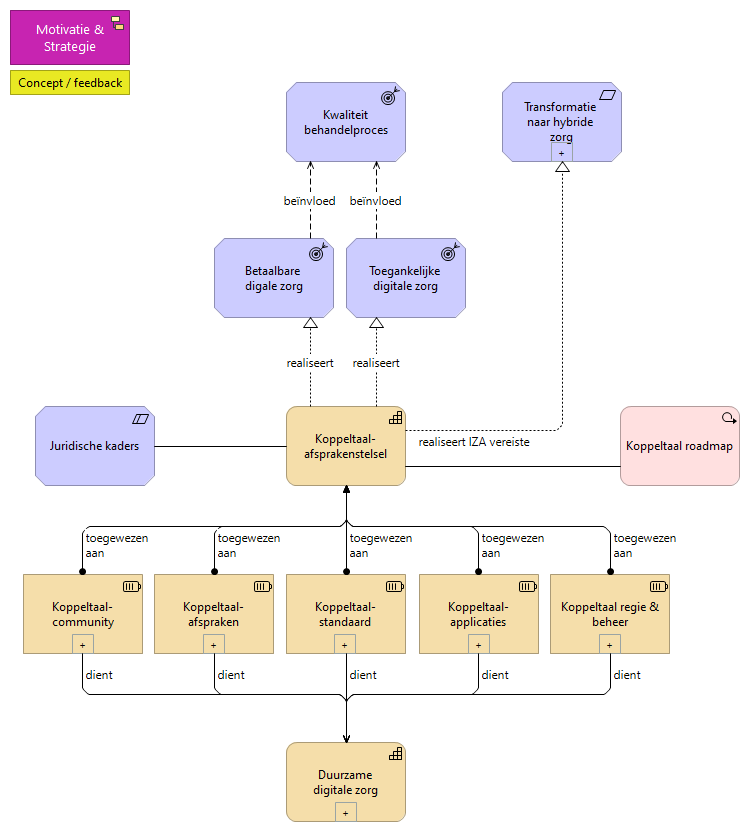 Motivatie &
Strategie
Concept / feedback
Kwaliteit
behandelproces
Transformatie
naar hybride
zorg
+
beïnvloed
beïnvloed
Betaalbare
digale zorg
Toegankelijke
digitale zorg
realiseert
realiseert
Juridische kaders
Koppeltaal-
afsprakenstelsel
realiseert IZA vereiste
Koppeltaal roadmap
toegewezen
aan
toegewezen
aan
toegewezen
aan
toegewezen
aan
toegewezen
aan
Koppeltaal-
community
+
Koppeltaal-
afspraken
+
Koppeltaal-
standaard
+
Koppeltaal-
applicaties
+
Koppeltaal regie &
beheer
+
dient
dient
dient
dient
dient
Duurzame
digitale zorg
+